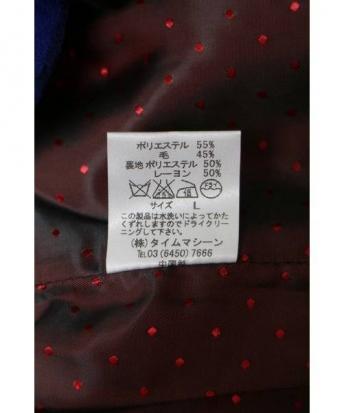 ポリエステル 55%
毛 45%
裏地 ポリエステル 50%
レーヨン 50%
サイズ L
この製品は水洗いによってかた
くずれしますのでドライクリー
ニングして下さい。
(株)タイムマシーン
TEL 03 (6450) 7666
中国製